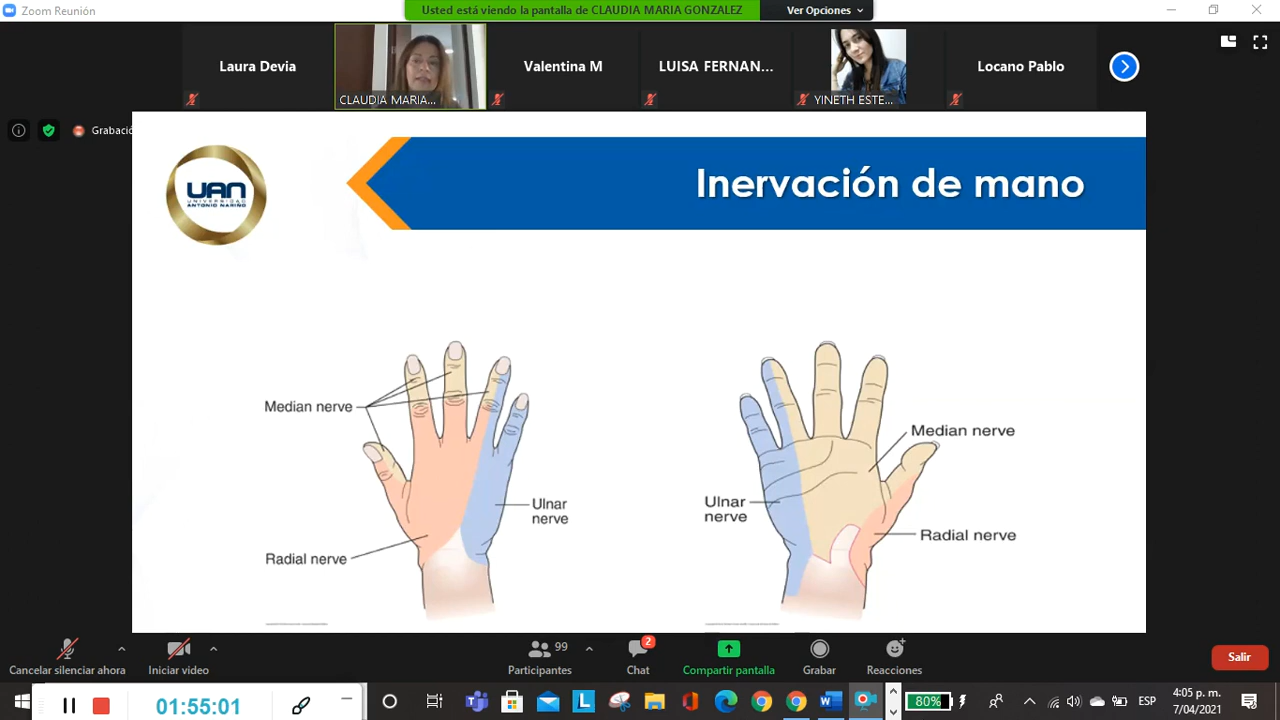 Zoom Reunión
Usted está viendo la pantalla de CLAUDIA MARIA GONZALEZ
Ver Opciones
Laura Devia
CLAUDIA MARIA...
Valentina M
LUISA FERNAN...
YINETH ESTE...
Locano Pablo
Grabació
UAN
UNIVERSIDAD
ANTONIO NARIÑO
Inervación de mano
Median nerve
Ulnar
nerve
Radial nerve
Median nerve
Ulnar
nerve
Radial nerve
Cancelar silenciar ahora
Iniciar video
99
Participantes
2
Chat
Compartir pantalla
Grabar
Reacciones
Salir
01:55:01
80%
ESP
4:05 p. m.
7/04/2021